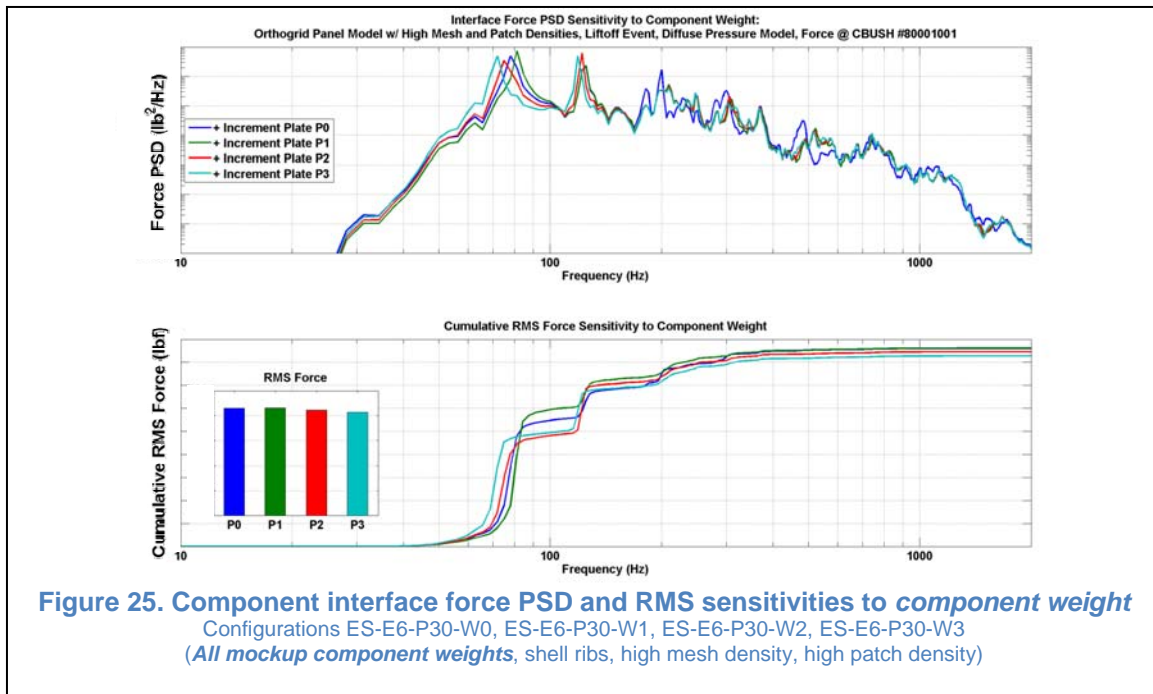 Interface Force PSD Sensitivity to Component Weight:
Orthogrid Panel Model w/ High Mesh and Patch Densities, Liftoff Event, Diffuse Pressure Model, Force @ CBUSH #80001001
Force PSD (lb²/Hz)
+ Increment Plate P0
+ Increment Plate P1
+ Increment Plate P2
+ Increment Plate P3
10
100
1000
Frequency (Hz)
Cumulative RMS Force Sensitivity to Component Weight
Cumulative RMS Force (lbf)
RMS Force
P0
P1
P2
P3
10
100
1000
Frequency (Hz)
Figure 25. Component interface force PSD and RMS sensitivities to component weight
Configurations ES-E6-P30-W0, ES-E6-P30-W1, ES-E6-P30-W2, ES-E6-P30-W3
(All mockup component weights, shell ribs, high mesh density, high patch density)